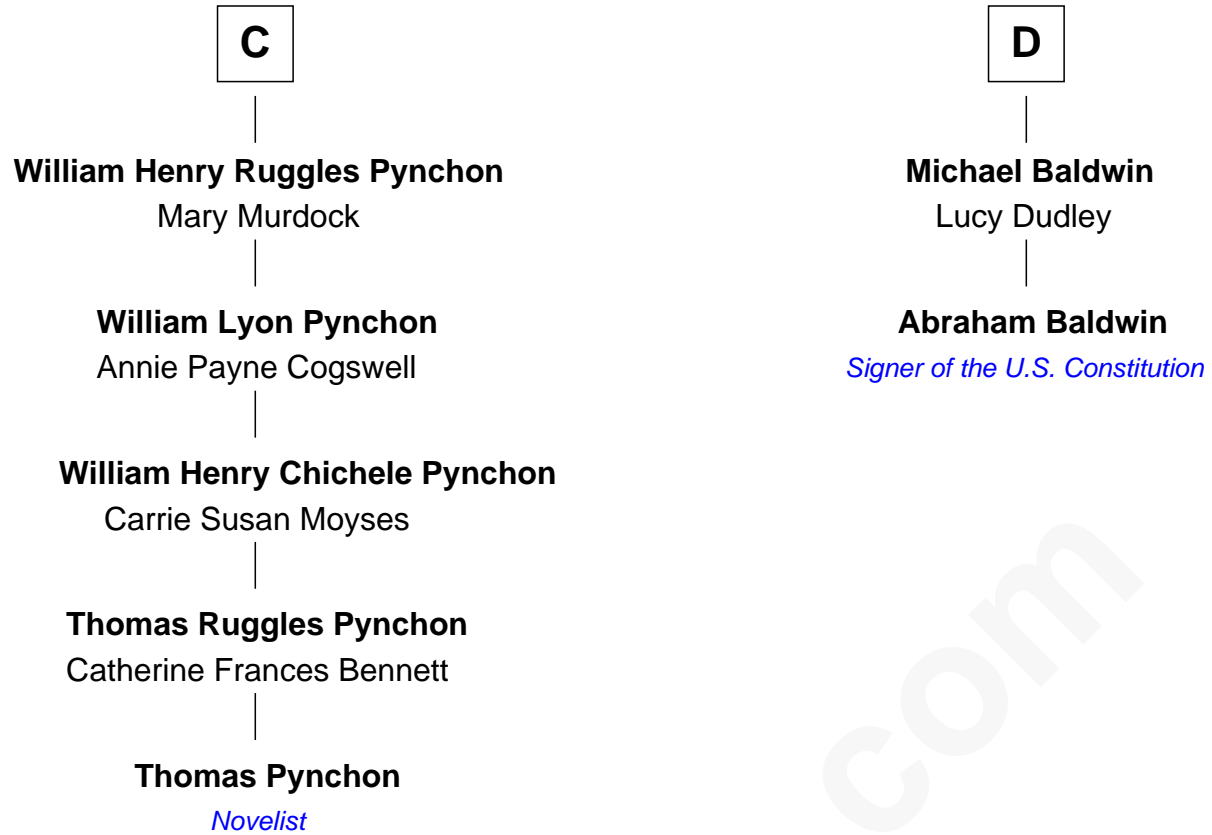 C
William Henry Ruggles Pynchon
Mary Murdock
William Lyon Pynchon
Annie Payne Cogswell
William Henry Chichele Pynchon
Carrie Susan Moyses
Thomas Ruggles Pynchon
Catherine Frances Bennett
Thomas Pynchon
Novelist
D
Michael Baldwin
Lucy Dudley
Abraham Baldwin
Signer of the U.S. Constitution
com